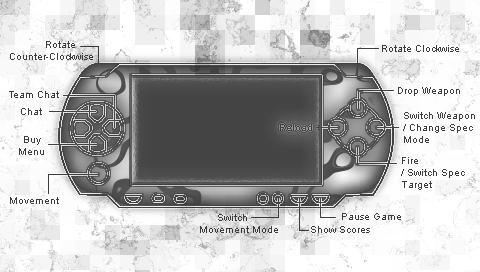 Rotate
Counter-Clockwise
Rotate Clockwise
Team Chat
Chat
Buy
Menu
Movement
Drop Weapon
Switch Weapon
/ Change Spec
Mode
Reload
Fire
/ Switch Spec
Target
Switch
Movement Mode
Pause Game
Show Scores